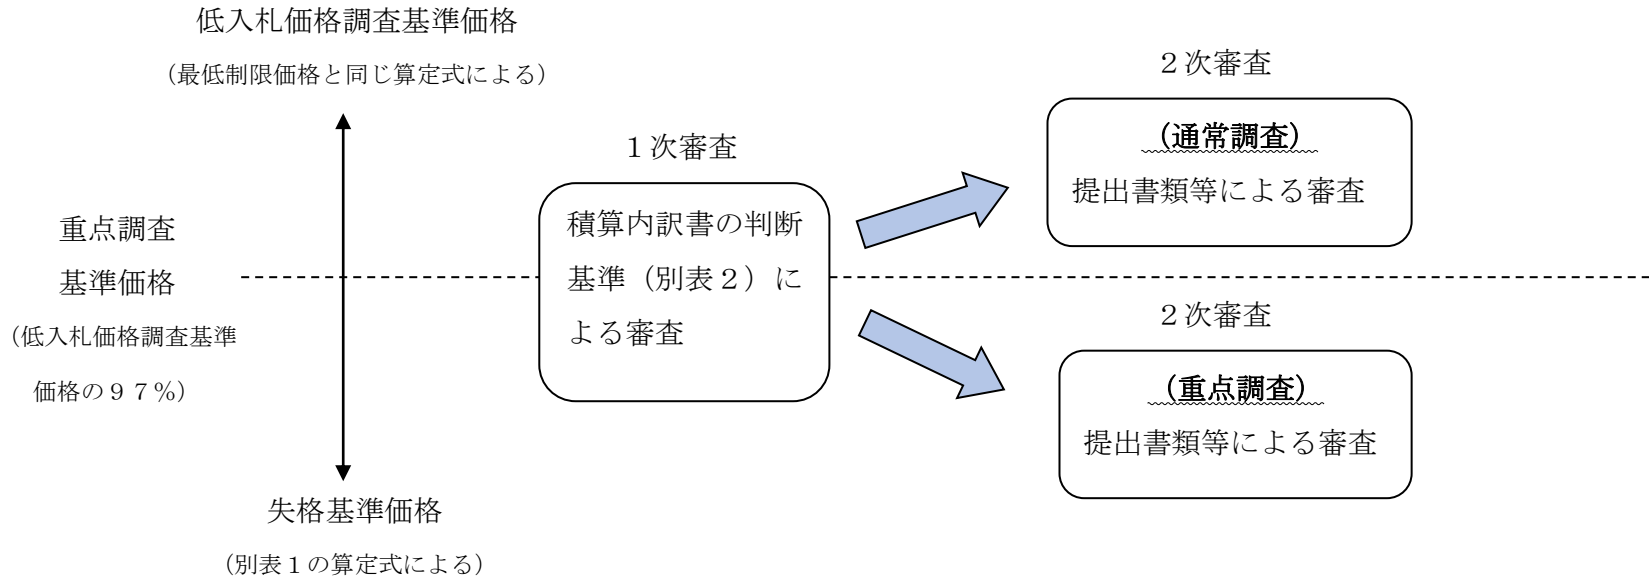 低入札価格調査基準価格
（最低制限価格と同じ算定式による）
重点調査
基準価格
（低入札価格調査基準
価格の９７％）
失格基準価格
（別表１の算定式による）
１次審査
積算内訳書の判断
基準（別表２）に
よる審査
２次審査
（通常調査）
提出書類等による審査
２次審査
（重点調査）
提出書類等による審査